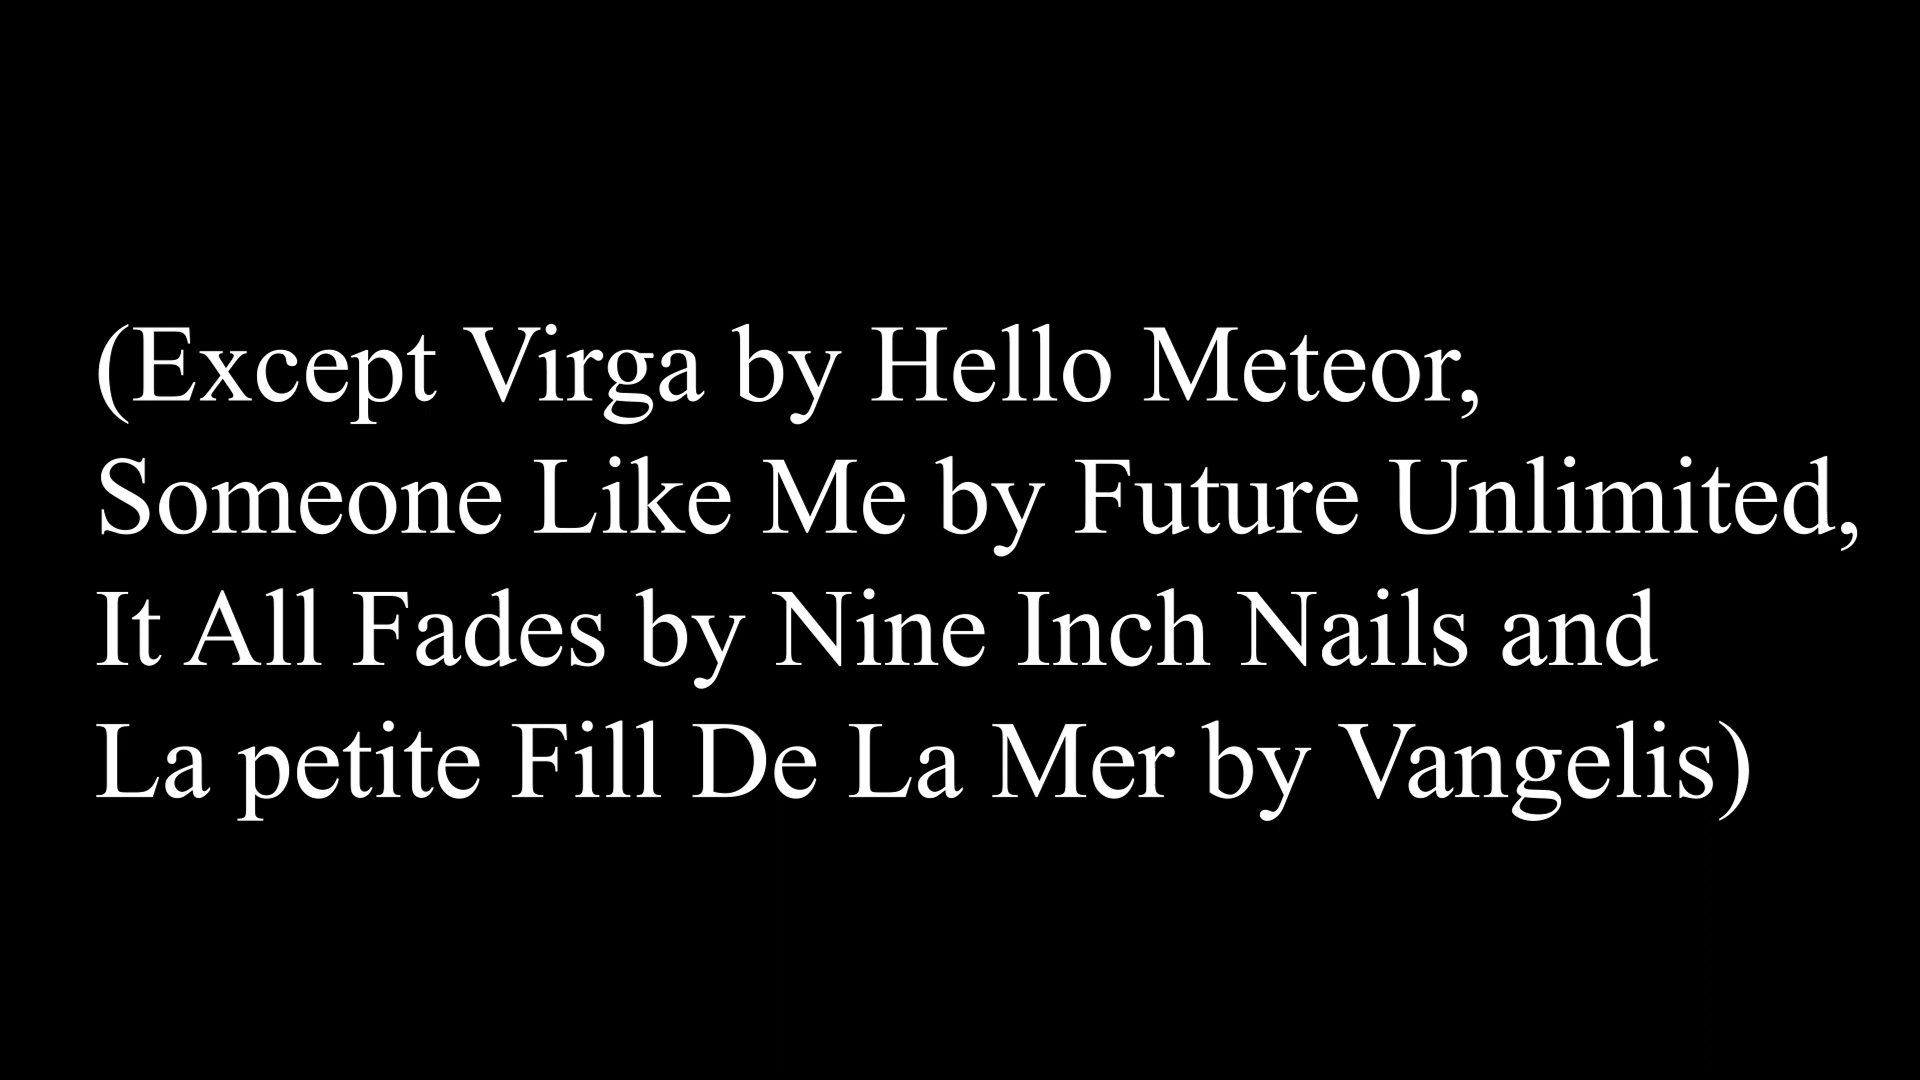 (Except Virga by Hello Meteor,
Someone Like Me by Future Unlimited,
It All Fades by Nine Inch Nails and
La petite Fill De La Mer by Vangelis)